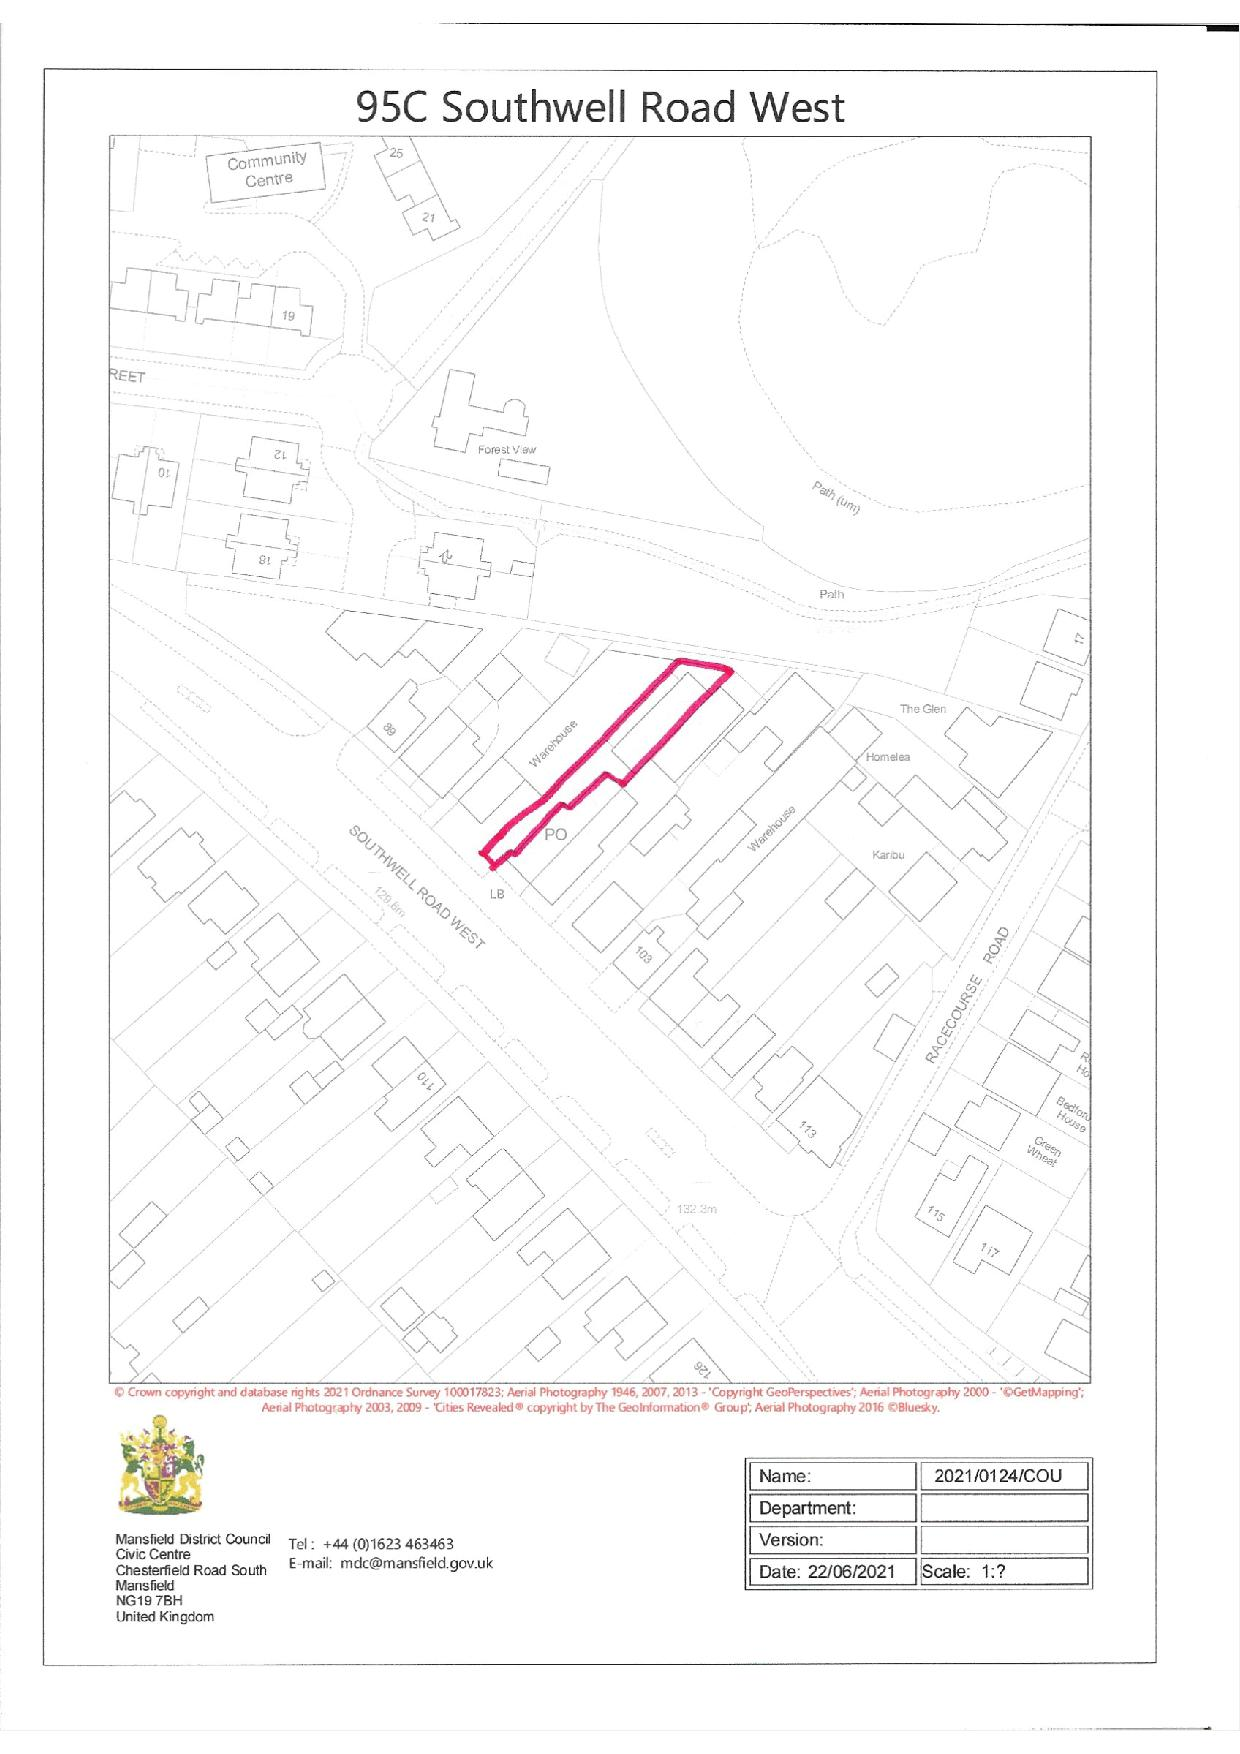 95C Southwell Road West
Community
Centre
25
21
19
REET
Forest View
10
12
18
Path (um)
Path
17
The Glen
89
Warehouse
Homelea
PO
Warehouse
SOUTHWELL ROAD WEST
129.6m
LB
Karibu
103
RACECOURSE ROAD
110
Bedford
House
Green
Wheat
113
132.3m
115
117
126
© Crown copyright and database rights 2021 Ordnance Survey 100017823; Aerial Photography 1946, 2007, 2013 - 'Copyright GeoPerspectives'; Aerial Photography 2000 - '©GetMapping';
Aerial Photography 2003, 2009 - 'Cities Revealed® copyright by The GeoInformation® Group'; Aerial Photography 2016 ©Bluesky.
Mansfield District Council
Civic Centre
Chesterfield Road South
Mansfield
NG19 7BH
United Kingdom
Tel : +44 (0)1623 463463
E-mail: mdc@mansfield.gov.uk
Name: 2021/0124/COU
Department:
Version:
Date: 22/06/2021 Scale: 1:?